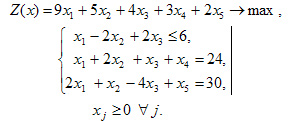 Z(x) = 9x₁ + 5x₂ + 4x₃ + 3x₄ + 2x₅ → max ,
x₁ − 2x₂ + 2x₃ ≤ 6,
x₁ + 2x₂ + x₃ + x₄ = 24,
2x₁ + x₂ − 4x₃ + x₅ = 30,
xⱼ ≥ 0 ∀ j.